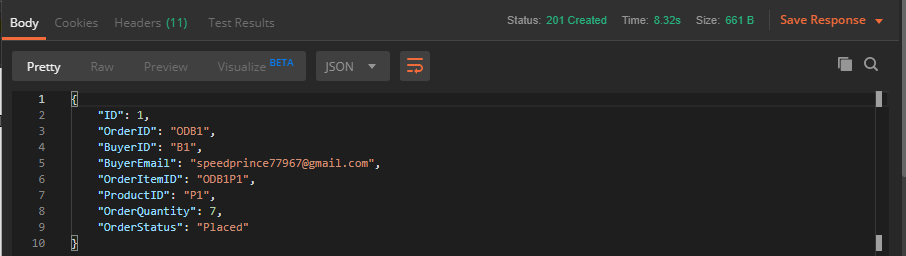 Body Cookies Headers (11) Test Results Status: 201 Created Time: 8.32s Size: 661 B Save Response
Pretty Raw Preview Visualize BETA JSON
1 {
2 "ID": 1,
3 "OrderID": "ODB1",
4 "BuyerID": "B1",
5 "BuyerEmail": "speedprince77967@gmail.com",
6 "OrderItemID": "ODB1P1",
7 "ProductID": "P1",
8 "OrderQuantity": 7,
9 "OrderStatus": "Placed"
10 }